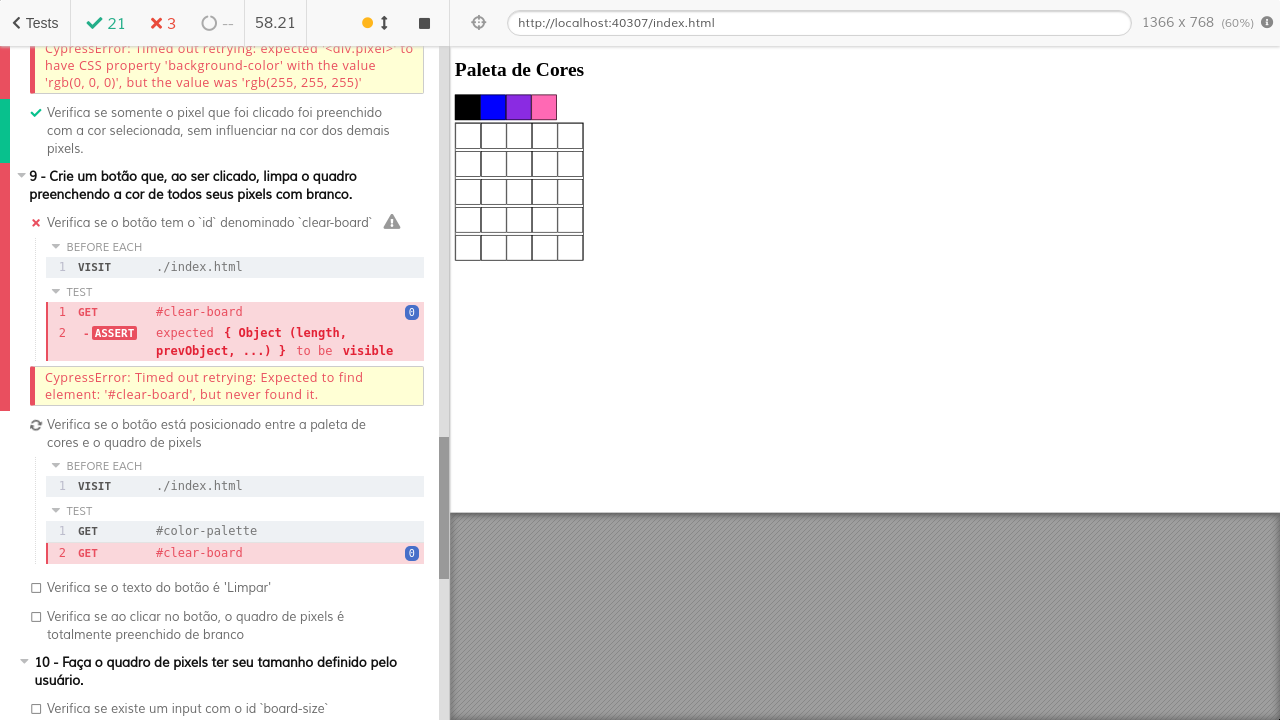 Tests 21 3 -- 58.21
http://localhost:40307/index.html 1366 x 768 (60%)
CypressError: Timed out retrying: expected '<div.pixel>' to
have CSS property 'background-color' with the value
'rgb(0, 0, 0)', but the value was 'rgb(255, 255, 255)'
Verifica se somente o pixel que foi clicado foi preenchido
com a cor selecionada, sem influenciar na cor dos demais
pixels.
9 - Crie um botão que, ao ser clicado, limpa o quadro
preenchendo a cor de todos seus pixels com branco.
Verifica se o botão tem o `id` denominado `clear-board`
BEFORE EACH
1 VISIT ./index.html
TEST
1 GET #clear-board 0
2 -ASSERT expected { Object (length,
prevObject, ...) } to be visible
CypressError: Timed out retrying: Expected to find
element: '#clear-board', but never found it.
Verifica se o botão está posicionado entre a paleta de
cores e o quadro de pixels
BEFORE EACH
1 VISIT ./index.html
TEST
1 GET #color-palette
2 GET #clear-board 0
Verifica se o texto do botão é 'Limpar'
Verifica se ao clicar no botão, o quadro de pixels é
totalmente preenchido de branco
10 - Faça o quadro de pixels ter seu tamanho definido pelo
usuário.
Verifica se existe um input com o id `board-size`
Paleta de Cores